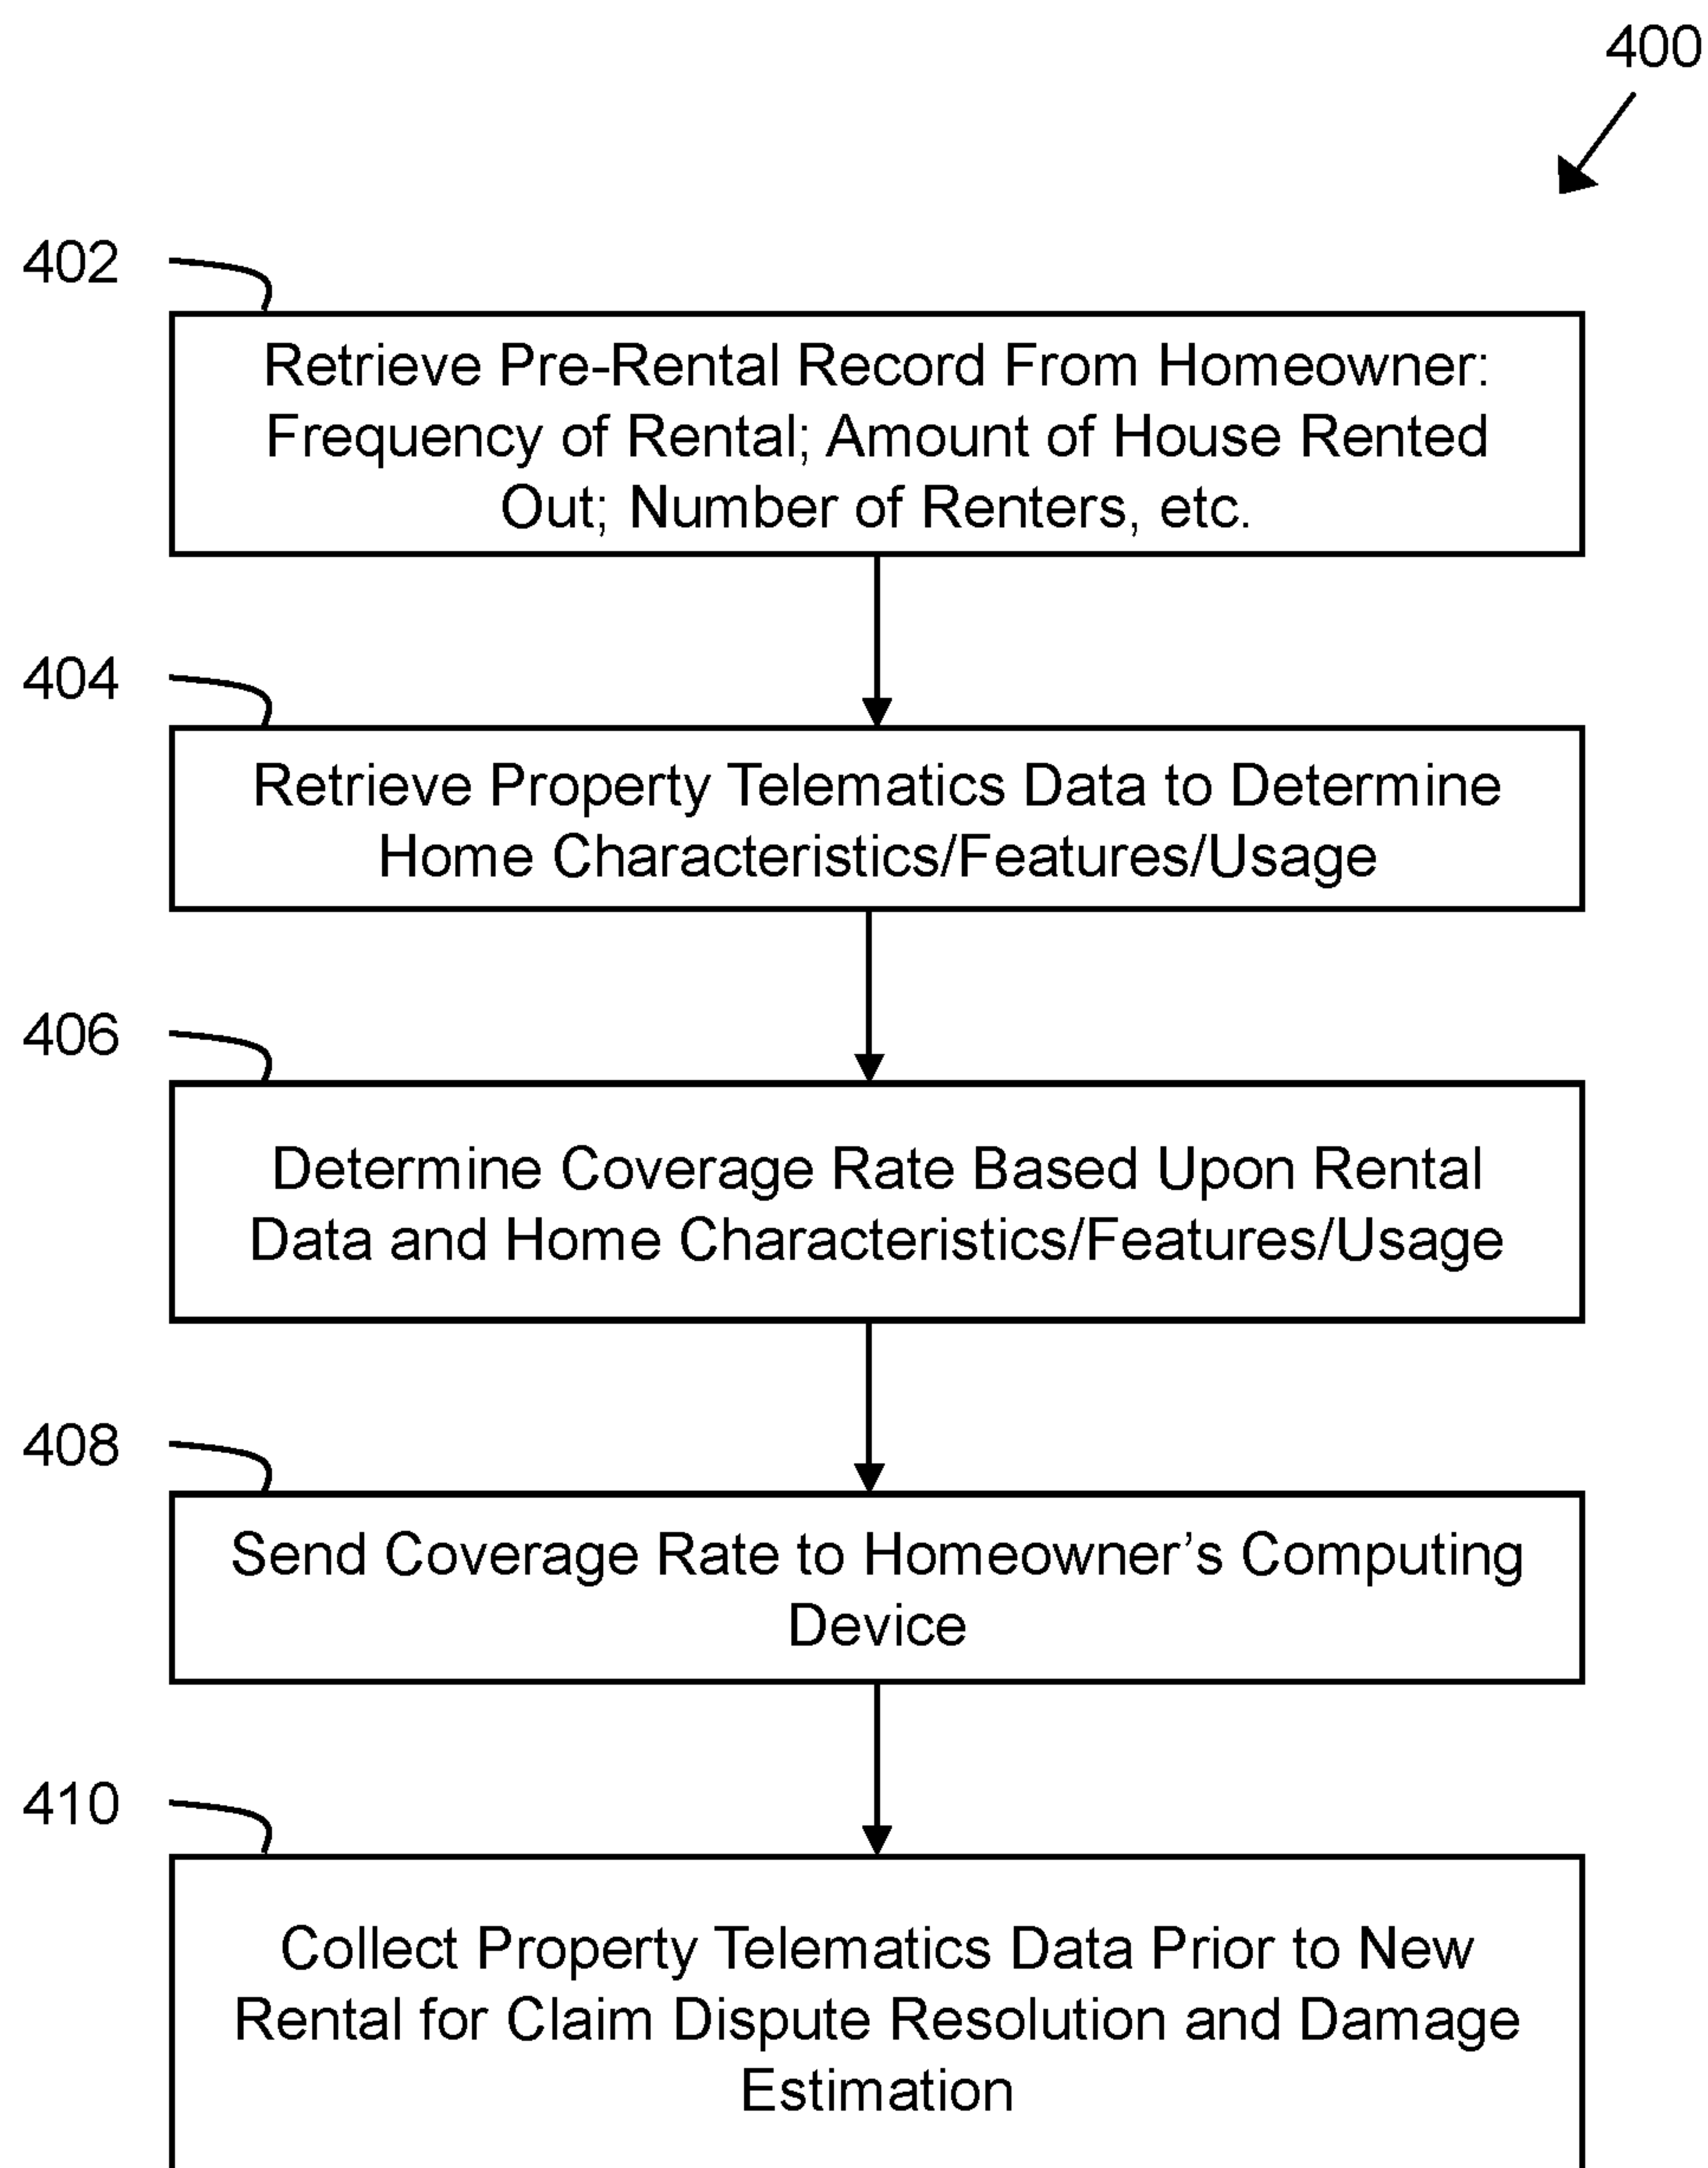 400
402
Retrieve Pre-Rental Record From Homeowner:
Frequency of Rental; Amount of House Rented
Out; Number of Renters, etc.
404
Retrieve Property Telematics Data to Determine
Home Characteristics/Features/Usage
406
Determine Coverage Rate Based Upon Rental
Data and Home Characteristics/Features/Usage
408
Send Coverage Rate to Homeowner’s Computing
Device
410
Collect Property Telematics Data Prior to New
Rental for Claim Dispute Resolution and Damage
Estimation